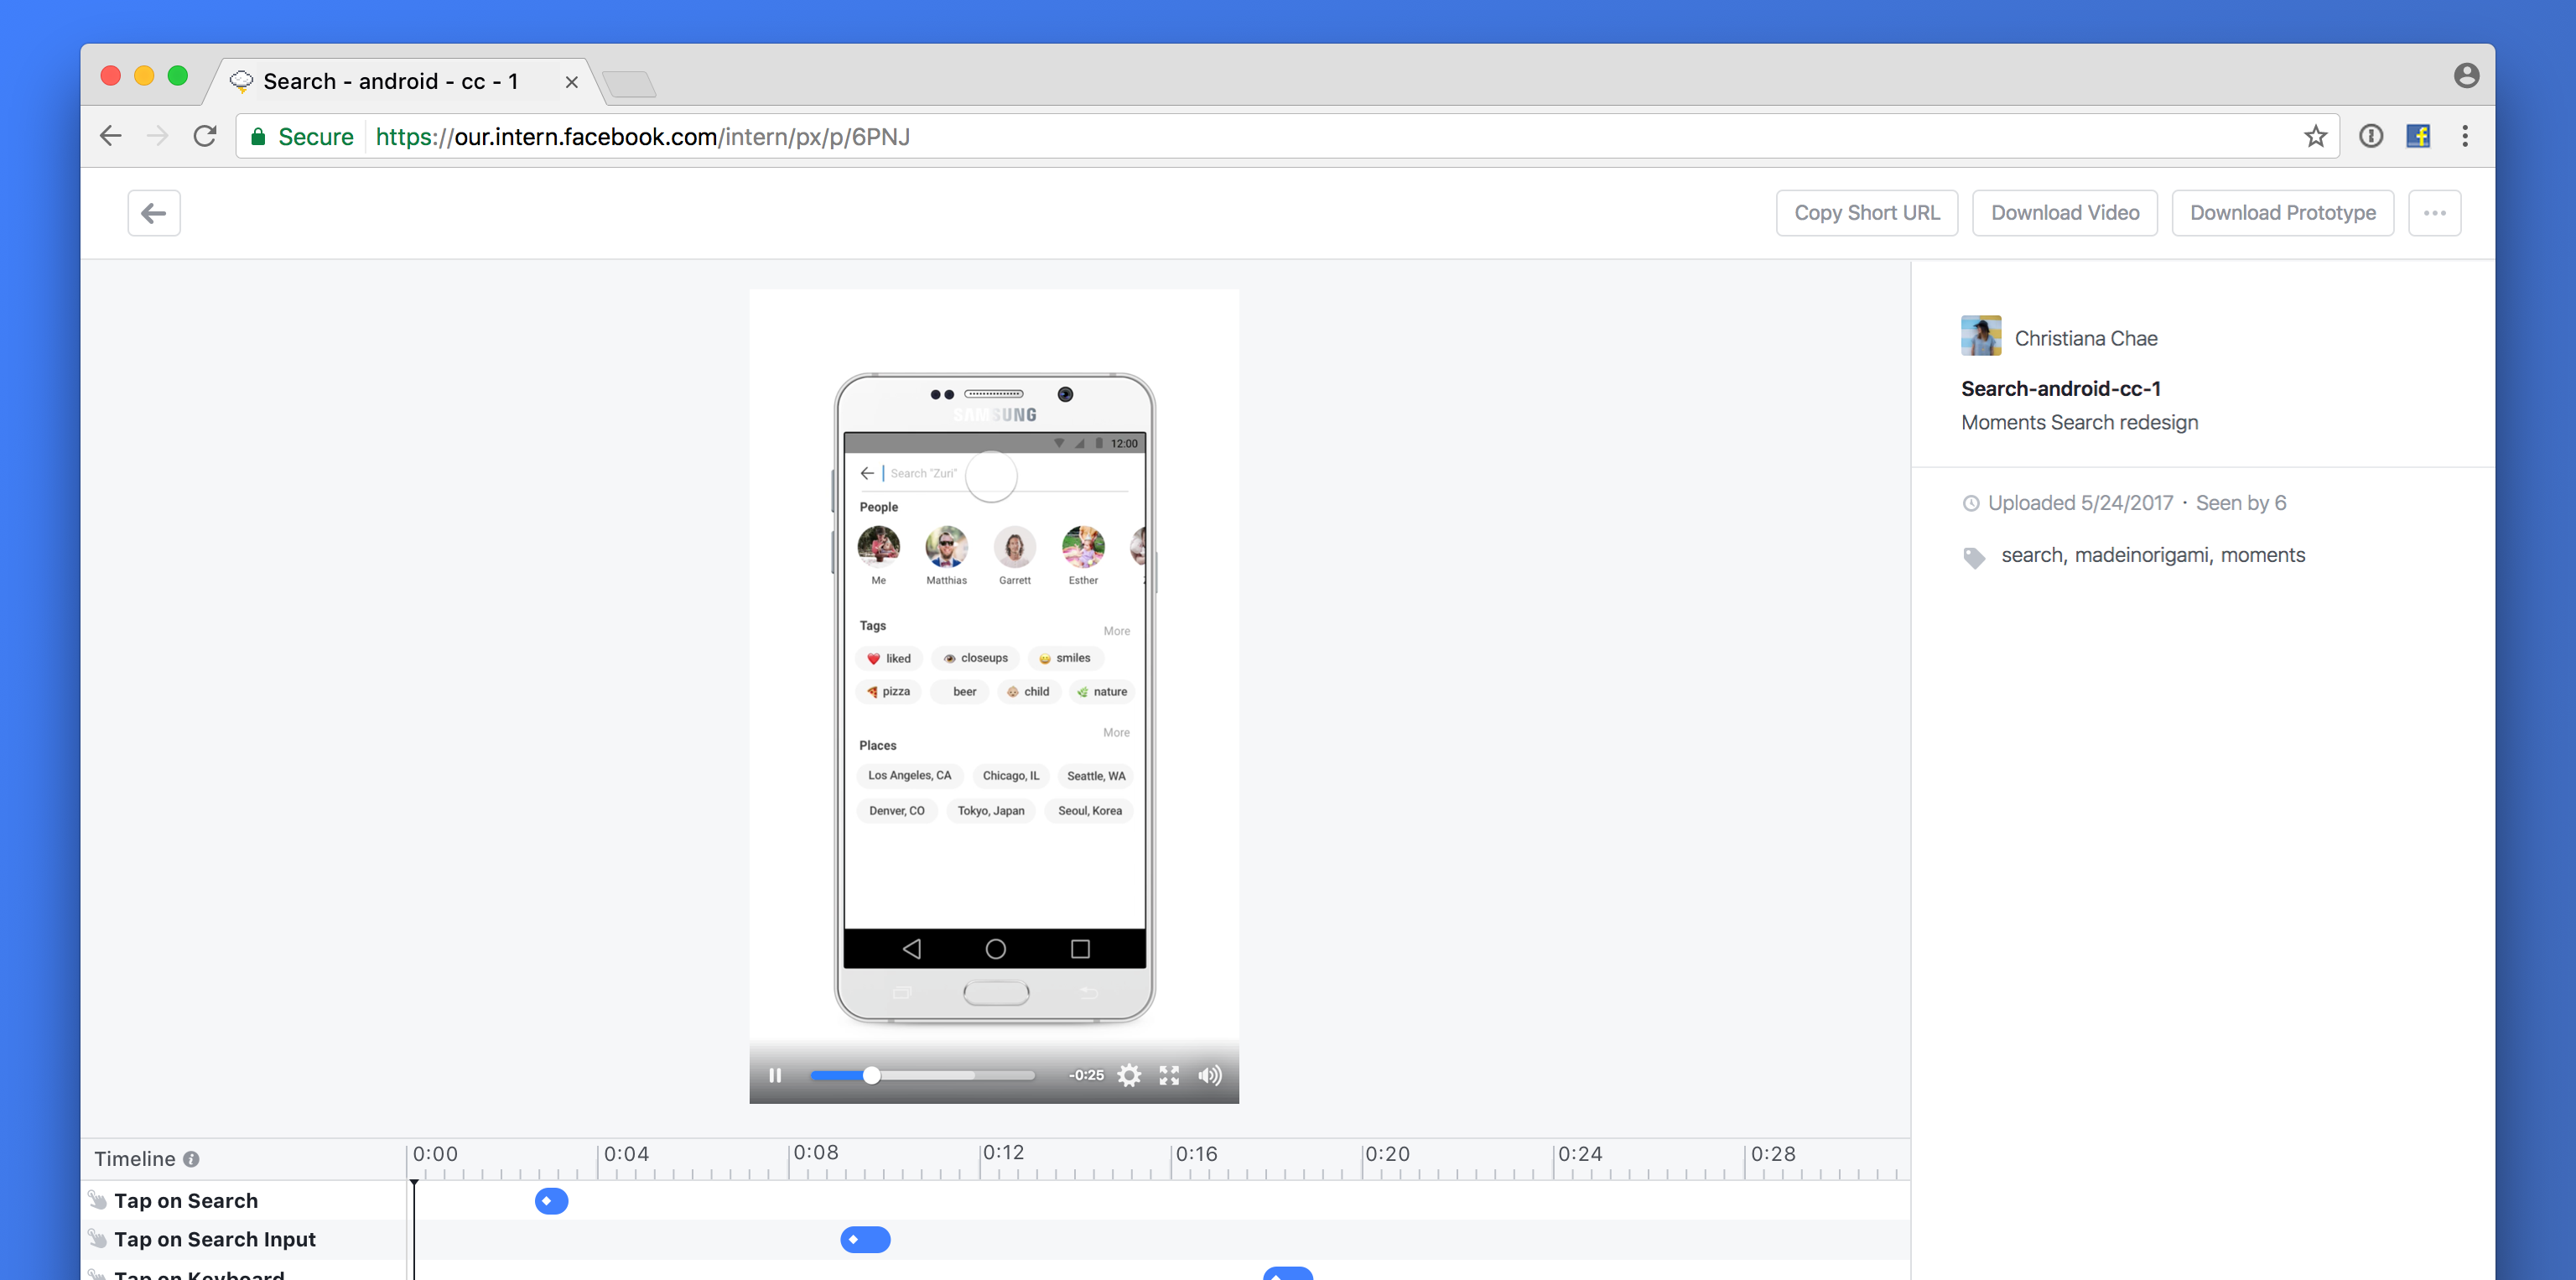 Search - android - cc - 1
Secure https://our.intern.facebook.com/intern/px/p/6PNJ
Copy Short URL Download Video Download Prototype
SAMSUNG
12:00
Search "Zuri"
People
Me Matthias Garrett Esther
Tags
More
liked closeups smiles
pizza beer child nature
More
Places
Los Angeles, CA Chicago, IL Seattle, WA
Denver, CO Tokyo, Japan Seoul, Korea
-0:25
Christiana Chae
Search-android-cc-1
Moments Search redesign
Uploaded 5/24/2017 · Seen by 6
search, madeinorigami, moments
Timeline 0:00 0:04 0:08 0:12 0:16 0:20 0:24 0:28
Tap on Search
Tap on Search Input
Tap on Keyboard